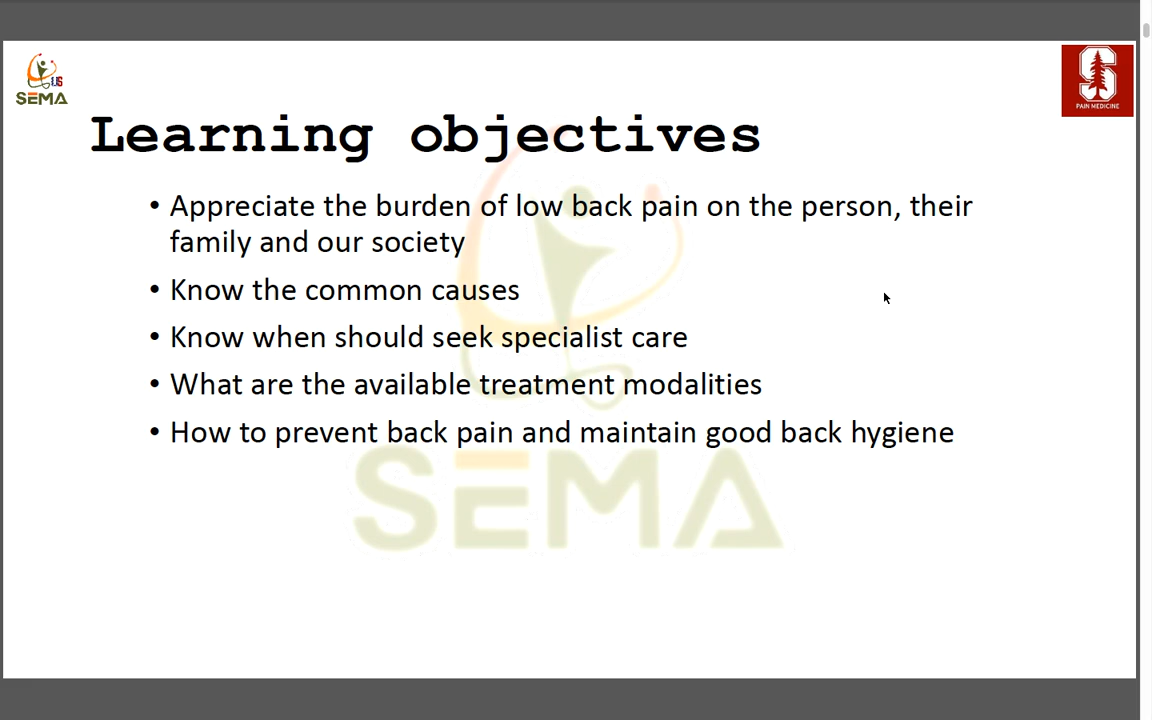 US
SEMA
S
PAIN MEDICINE
Learning objectives
• Appreciate the burden of low back pain on the person, their
family and our society
• Know the common causes
• Know when should seek specialist care
• What are the available treatment modalities
• How to prevent back pain and maintain good back hygiene
SEMA